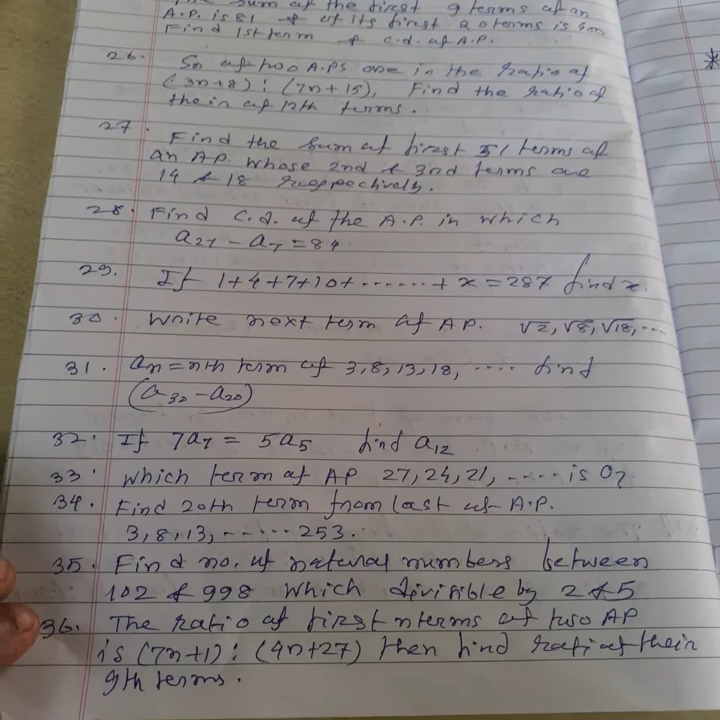 The sum of the first 9 terms of an
A.P. is 81 & of its first 20 terms is 400
Find 1st term & c.d. of A.P.
26. Sn of two A.PS are in the ratio of
(3n+8) : (7n+15), Find the ratio of
their of 12th terms.
27. Find the sum of first 51 terms of
an A.P. whose 2nd & 3rd terms are
14 & 18 respectively.
28. Find c.d. of the A.P. in which
a21 - a7 = 84
29. If 1+4+7+10+ ....... + x = 287 find x.
30. Write next term of AP. √2, √8, √18, ...
31. an = nth term of 3, 8, 13, 18, .... find
(a30 - a20)
32. If 7a7 = 5a5 find a12
33. Which term of AP 27, 24, 21, ..... is 0?
34. Find 20th term from last of A.P.
3, 8, 13, ...... 253.
35. Find no. of natural numbers between
102 & 998 which divisible by 2 & 5
36. The ratio of first n terms of two AP
is (7n+1) : (4n+27) then find ratio of their
9th terms.